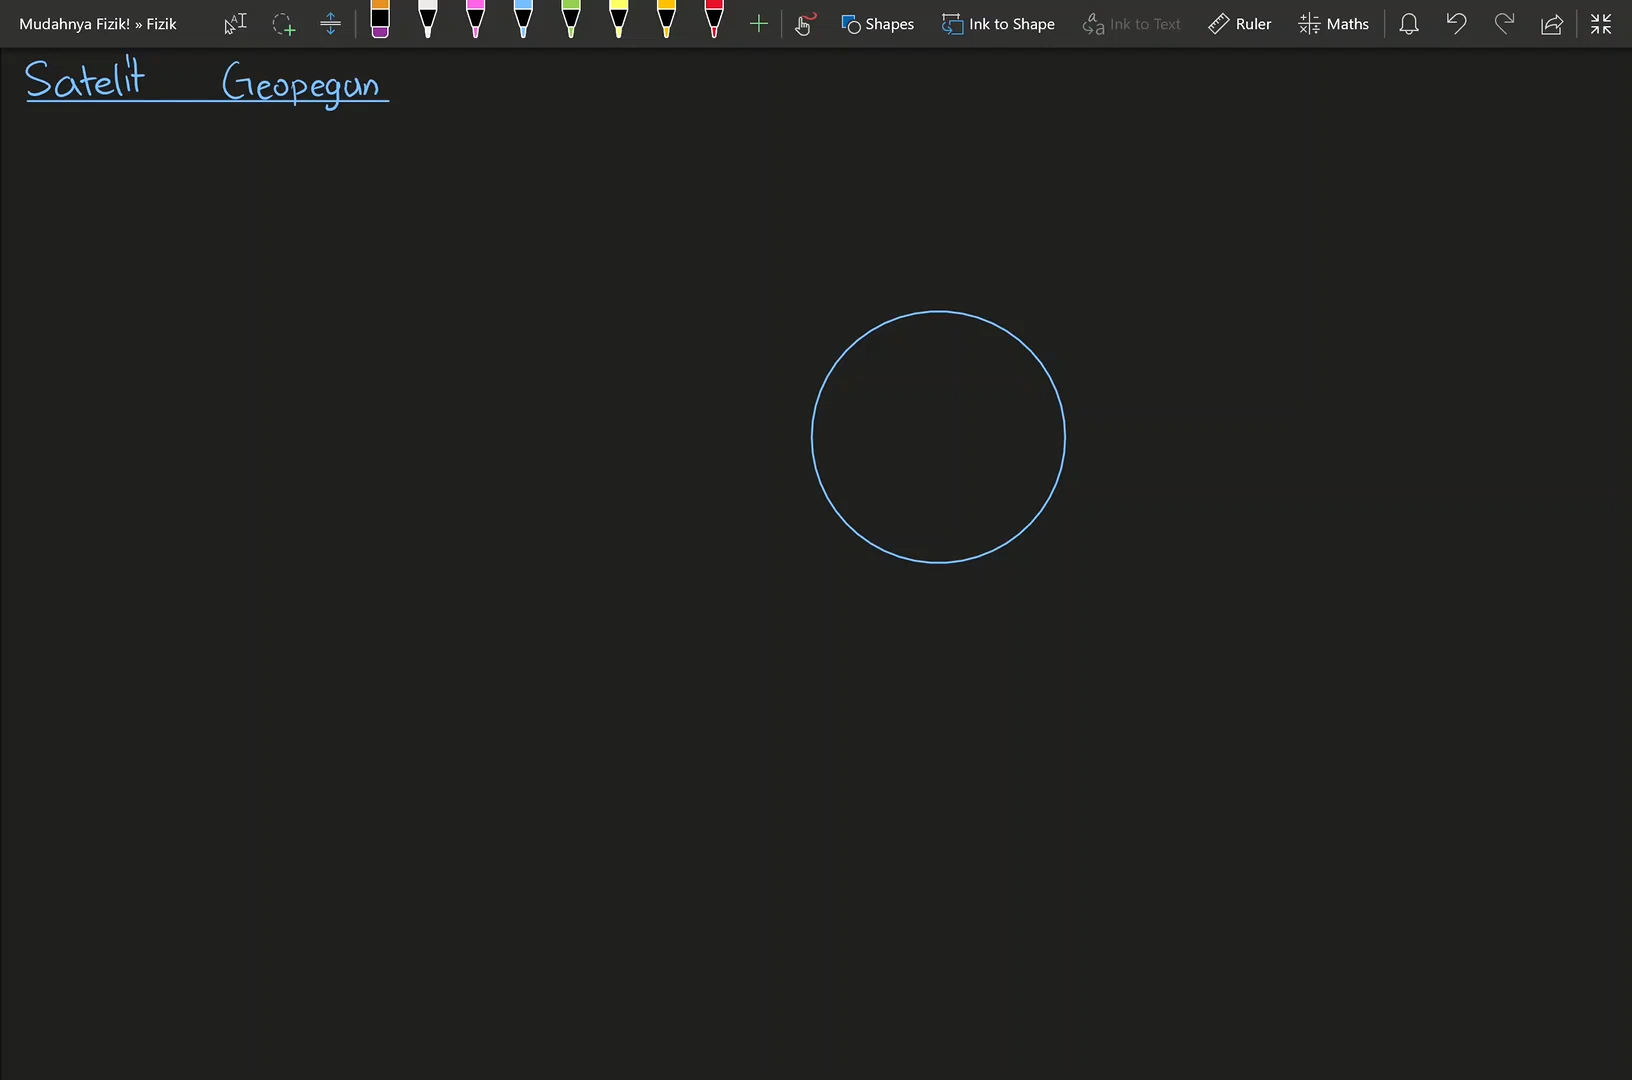 Mudahnya Fizik! » Fizik Shapes Ink to Shape Ink to Text Ruler Maths
Satelit Geopegun